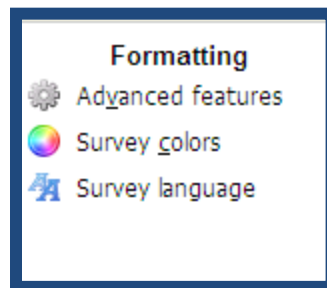 Formatting
Advanced features
Survey colors
Survey language